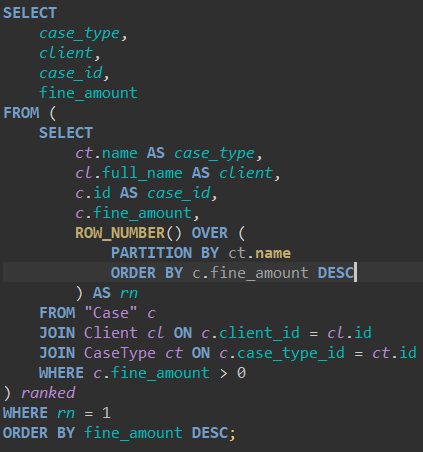 SELECT
    case_type,
    client,
    case_id,
    fine_amount
FROM (
    SELECT
        ct.name AS case_type,
        cl.full_name AS client,
        c.id AS case_id,
        c.fine_amount,
        ROW_NUMBER() OVER (
            PARTITION BY ct.name
            ORDER BY c.fine_amount DESC
        ) AS rn
    FROM "Case" c
    JOIN Client cl ON c.client_id = cl.id
    JOIN CaseType ct ON c.case_type_id = ct.id
    WHERE c.fine_amount > 0
) ranked
WHERE rn = 1
ORDER BY fine_amount DESC;